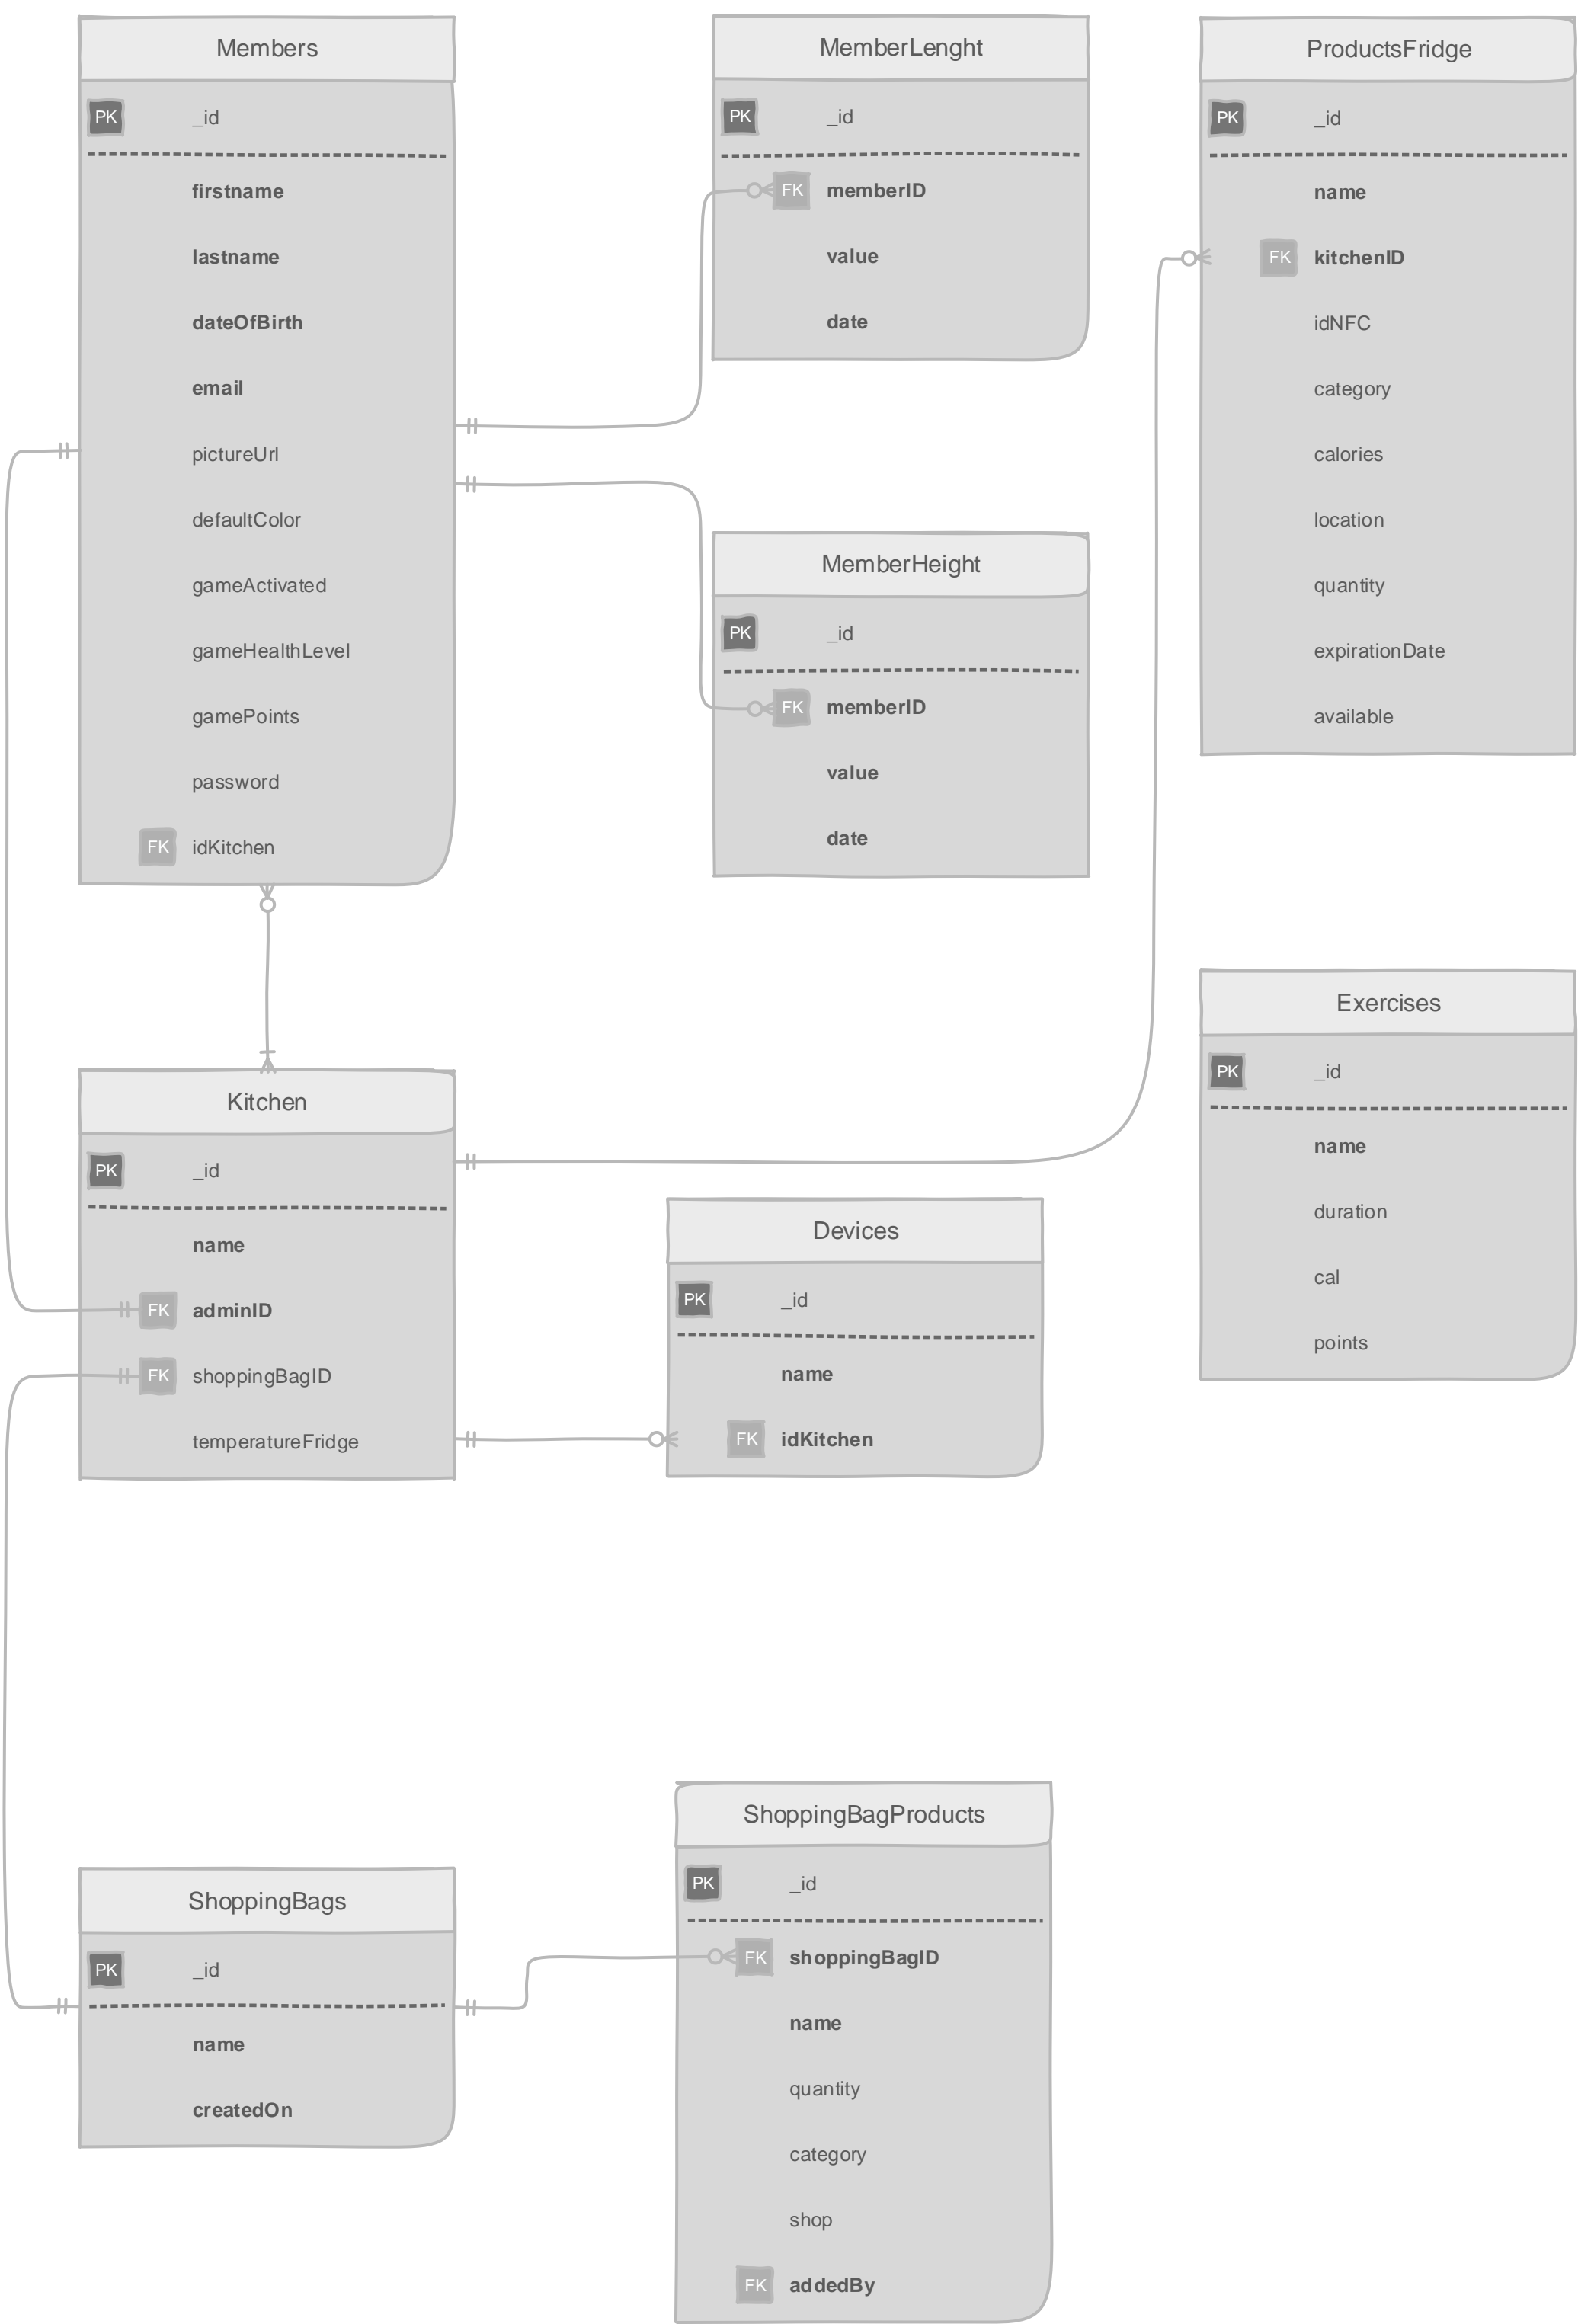 Members
PK _id
firstname
lastname
dateOfBirth
email
pictureUrl
defaultColor
gameActivated
gameHealthLevel
gamePoints
password
FK idKitchen
MemberLenght
PK _id
FK memberID
value
date
ProductsFridge
PK _id
name
FK kitchenID
idNFC
category
calories
location
quantity
expirationDate
available
MemberHeight
PK _id
FK memberID
value
date
Exercises
PK _id
name
duration
cal
points
Kitchen
PK _id
name
FK adminID
FK shoppingBagID
temperatureFridge
Devices
PK _id
name
FK idKitchen
ShoppingBags
PK _id
name
createdOn
ShoppingBagProducts
PK _id
FK shoppingBagID
name
quantity
category
shop
FK addedBy